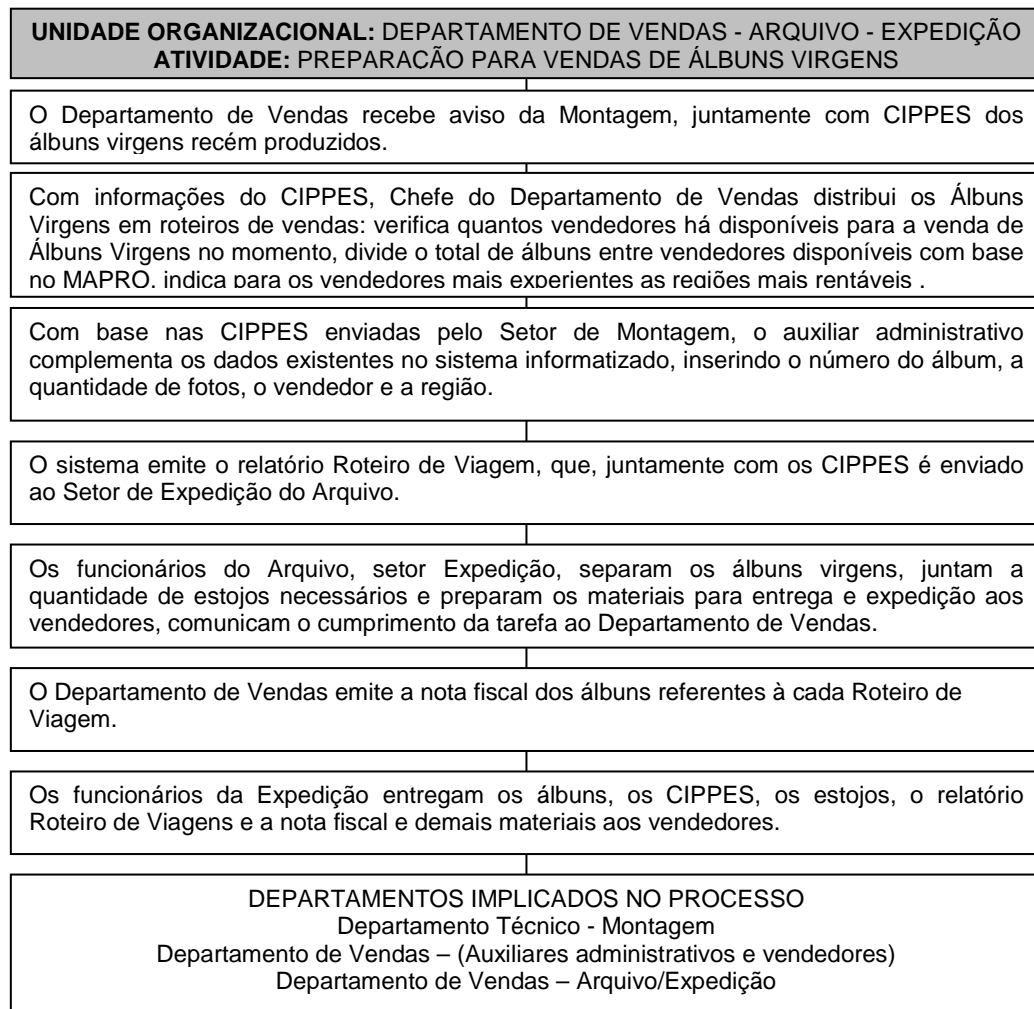 UNIDADE ORGANIZACIONAL: DEPARTAMENTO DE VENDAS - ARQUIVO - EXPEDIÇÃO
ATIVIDADE: PREPARAÇÃO PARA VENDAS DE ÁLBUNS VIRGENS
O Departamento de Vendas recebe aviso da Montagem, juntamente com CIPPES dos
álbuns virgens recém produzidos.
Com informações do CIPPES, Chefe do Departamento de Vendas distribui os Álbuns
Virgens em roteiros de vendas: verifica quantos vendedores há disponíveis para a venda de
Álbuns Virgens no momento, divide o total de álbuns entre vendedores disponíveis com base
no MAPRO, indica para os vendedores mais experientes as regiões mais rentáveis .
Com base nas CIPPES enviadas pelo Setor de Montagem, o auxiliar administrativo
complementa os dados existentes no sistema informatizado, inserindo o número do álbum, a
quantidade de fotos, o vendedor e a região.
O sistema emite o relatório Roteiro de Viagem, que, juntamente com os CIPPES é enviado
ao Setor de Expedição do Arquivo.
Os funcionários do Arquivo, setor Expedição, separam os álbuns virgens, juntam a
quantidade de estojos necessários e preparam os materiais para entrega e expedição aos
vendedores, comunicam o cumprimento da tarefa ao Departamento de Vendas.
O Departamento de Vendas emite a nota fiscal dos álbuns referentes à cada Roteiro de
Viagem.
Os funcionários da Expedição entregam os álbuns, os CIPPES, os estojos, o relatório
Roteiro de Viagens e a nota fiscal e demais materiais aos vendedores.
DEPARTAMENTOS IMPLICADOS NO PROCESSO
Departamento Técnico - Montagem
Departamento de Vendas – (Auxiliares administrativos e vendedores)
Departamento de Vendas – Arquivo/Expedição